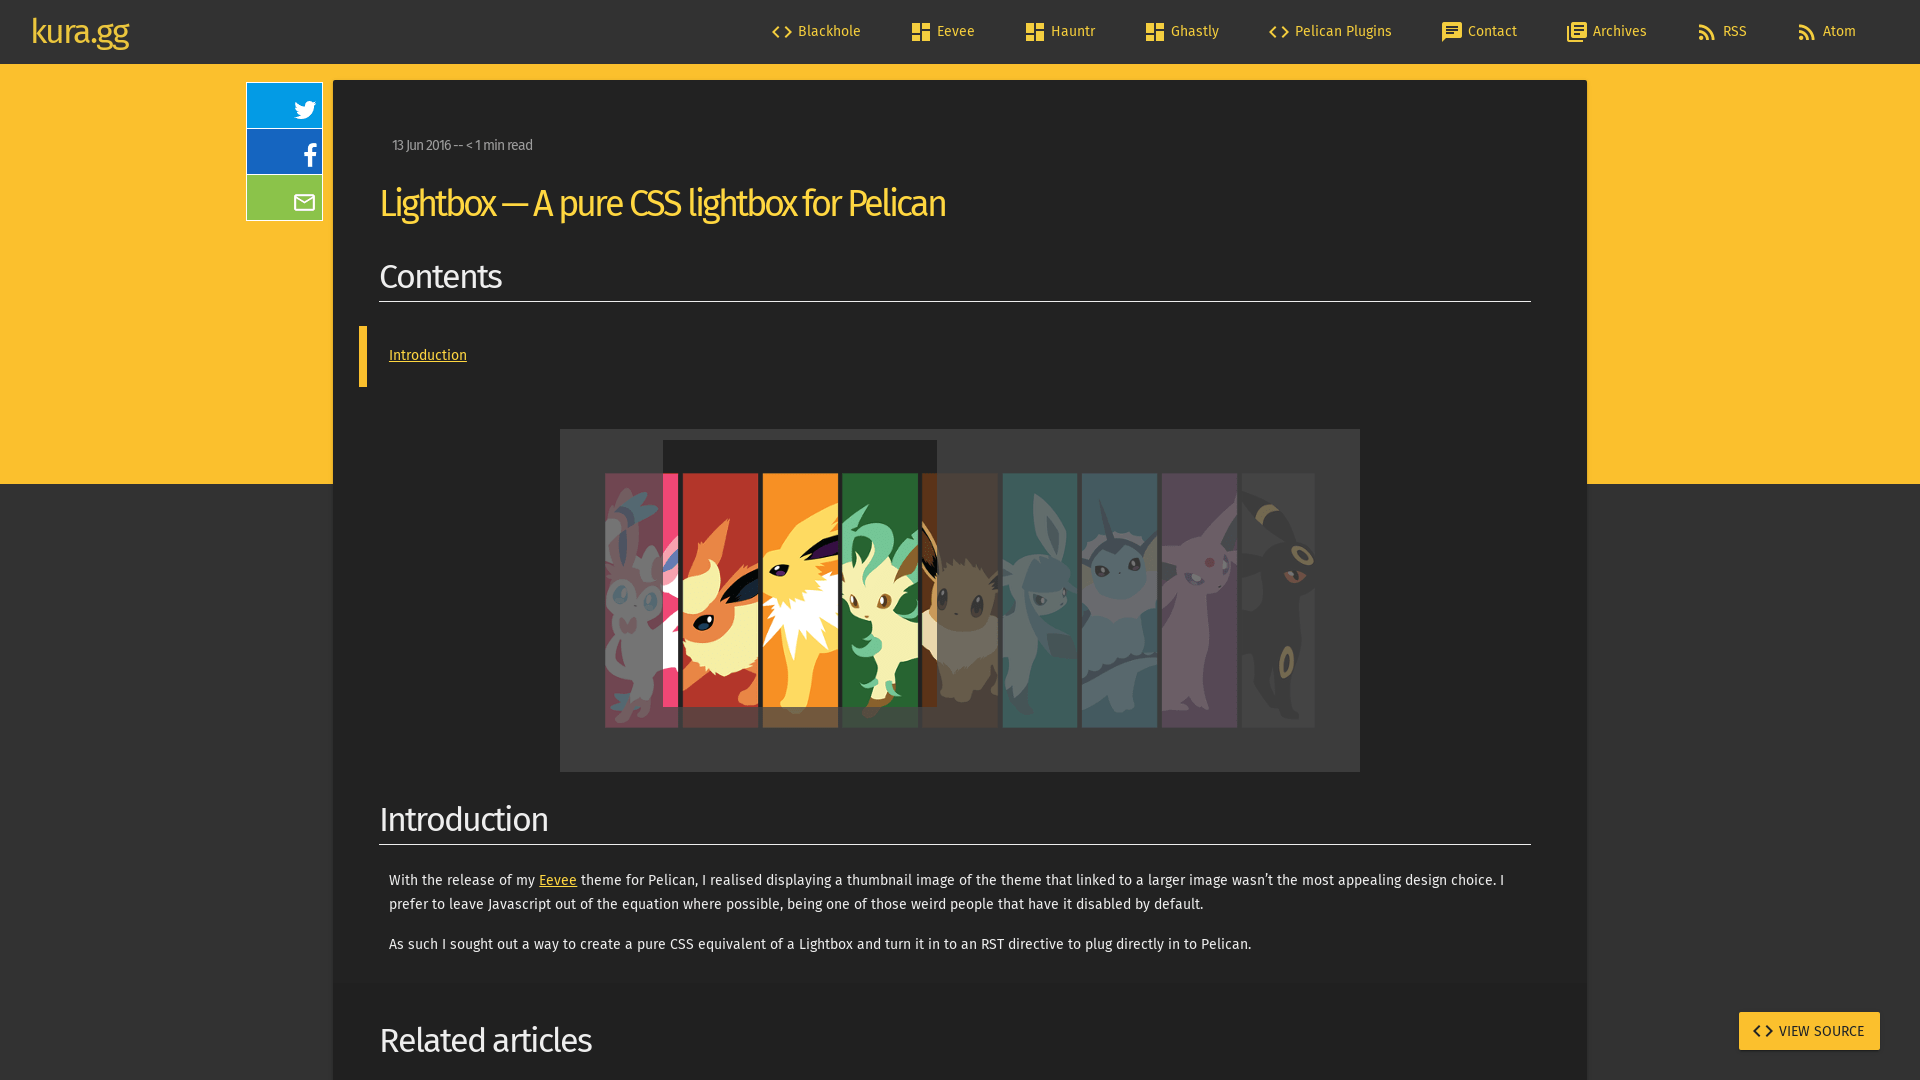 kura.gg
Blackhole
Eevee
Hauntr
Ghastly
Pelican Plugins
Contact
Archives
RSS
Atom
13 Jun 2016 -- < 1 min read
Lightbox — A pure CSS lightbox for Pelican
Contents
Introduction
Introduction
With the release of my Eevee theme for Pelican, I realised displaying a thumbnail image of the theme that linked to a larger image wasn’t the most appealing design choice. I
prefer to leave Javascript out of the equation where possible, being one of those weird people that have it disabled by default.
As such I sought out a way to create a pure CSS equivalent of a Lightbox and turn it in to an RST directive to plug directly in to Pelican.
Related articles
VIEW SOURCE